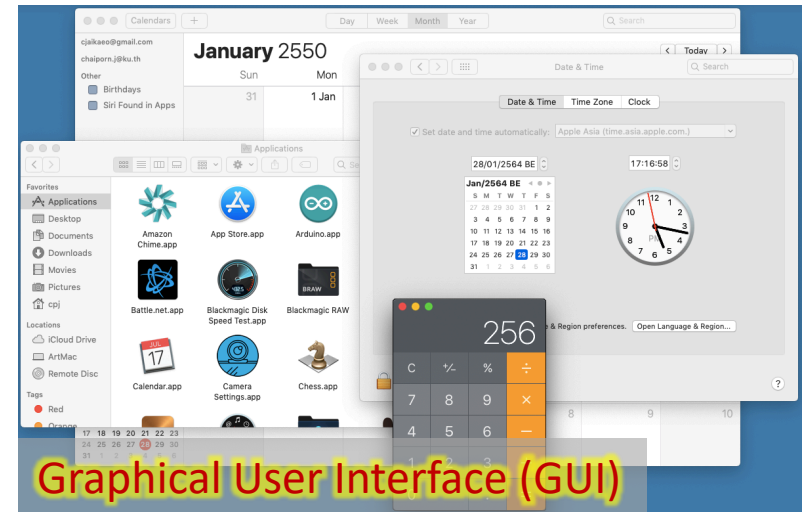 Calendars
+
Day Week Month Year
Search
cjaikaeo@gmail.com
chaiporn.j@ku.th
Other
Birthdays
Siri Found in Apps
January 2550
< Today >
Sun Mon
31 1 Jan
Date & Time
Search
Date & Time Time Zone Clock
Set date and time automatically: Apple Asia (time.asia.apple.com.)
28/01/2564 BE
17:16:58
Jan/2564 BE
S M T W T F S
27 28 29 30 31 1 2
3 4 5 6 7 8 9
10 11 12 13 14 15 16
17 18 19 20 21 22 23
24 25 26 27 28 29 30
31 1 2 3 4 5 6
12
11 1
10 2
9 3
8 PM 4
7 6 5
& Region preferences. Open Language & Region...
?
Applications
Favorites
Applications
Desktop
Documents
Downloads
Movies
Pictures
cpj
Locations
iCloud Drive
ArtMac
Remote Disc
Tags
Red
Orange
Amazon
Chime.app
App Store.app
Arduino.app
Battle.net.app
Blackmagic Disk
Speed Test.app
BRAW
Blackmagic RAW
JUL
17
Calendar.app
Camera
Settings.app
Chess.app
256
C +/- % ÷
7 8 9 ×
4 5 6 −
1 2 3
8 9 10
17 18 19 20 21 22 23
24 25 26 27 28 29 30
31 1 2
Graphical User Interface (GUI)